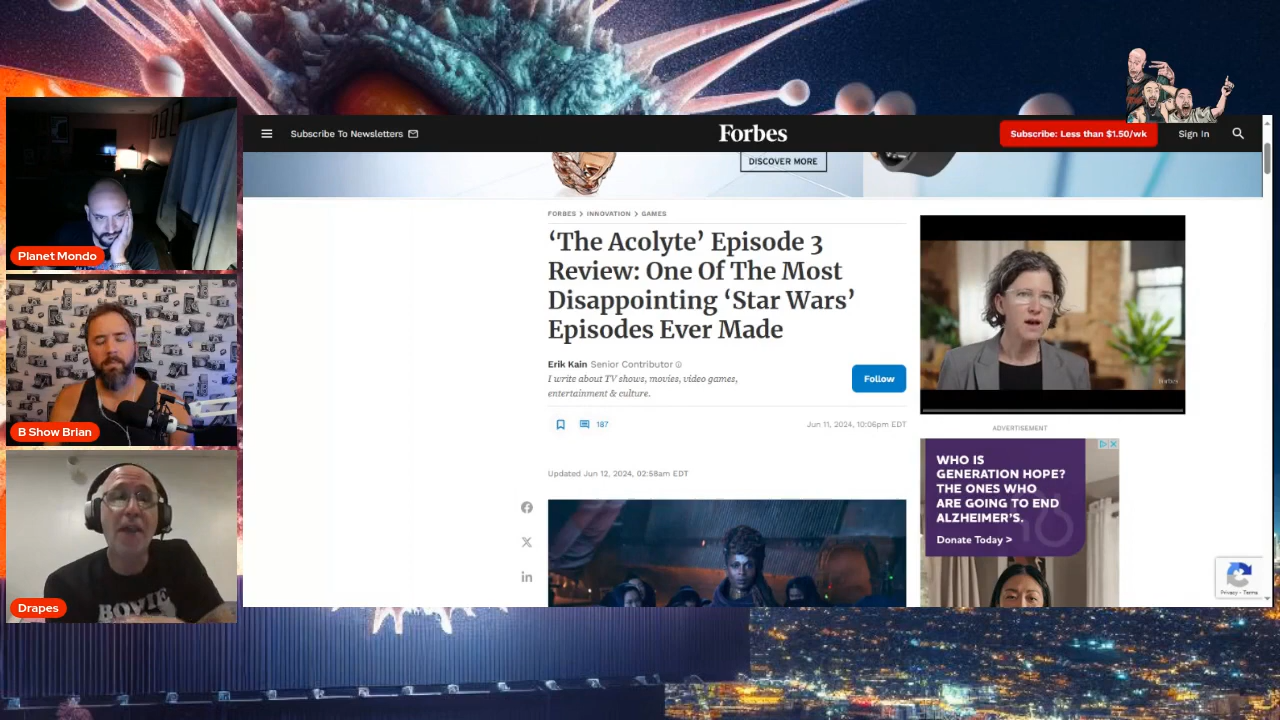 Planet Mondo
B Show Brian
BOWIE
Drapes
Subscribe To Newsletters
Forbes
Subscribe: Less than $1.50/wk
Sign In
DISCOVER MORE
FORBES > INNOVATION > GAMES
‘The Acolyte’ Episode 3
Review: One Of The Most
Disappointing ‘Star Wars’
Episodes Ever Made
Erik Kain Senior Contributor
I write about TV shows, movies, video games,
entertainment & culture.
Follow
187
Jun 11, 2024, 10:06pm EDT
Updated Jun 12, 2024, 02:58am EDT
Forbes
ADVERTISEMENT
WHO IS
GENERATION HOPE?
THE ONES WHO
ARE GOING TO END
ALZHEIMER’S.
Donate Today >
Privacy - Terms